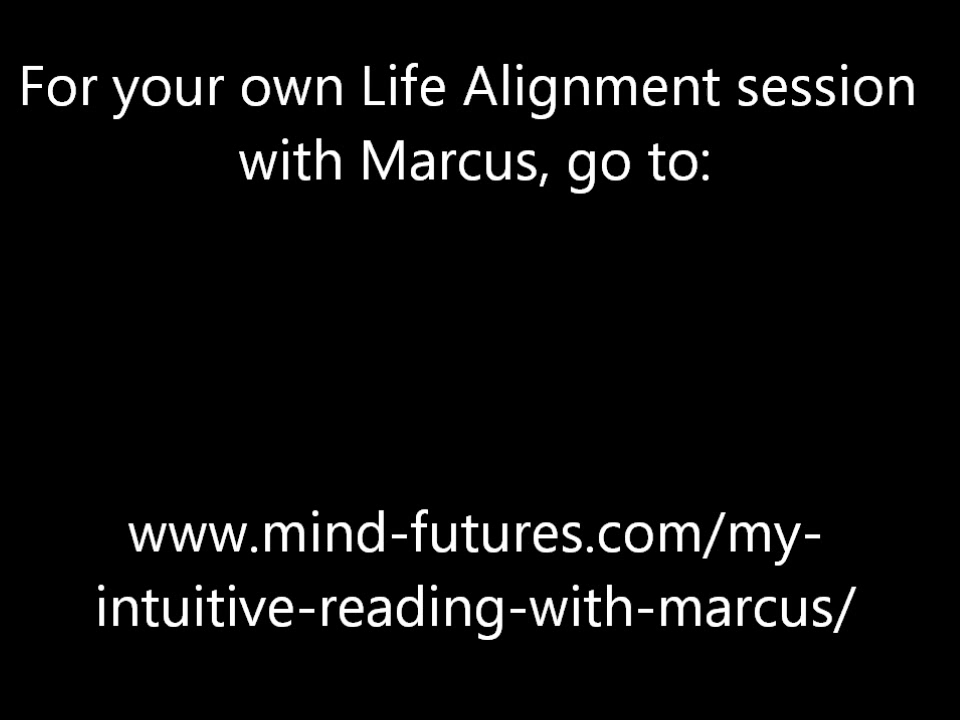 For your own Life Alignment session
with Marcus, go to:
www.mind-futures.com/my-
intuitive-reading-with-marcus/